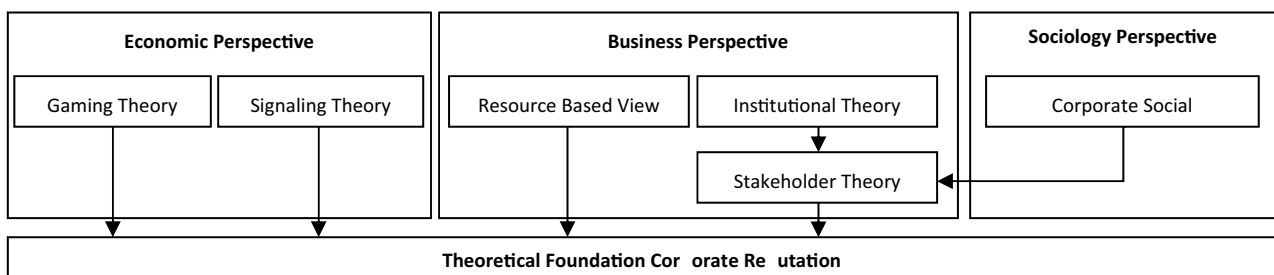 Economic Perspective
Business Perspective
Sociology Perspective
Gaming Theory
Signaling Theory
Resource Based View
Institutional Theory
Corporate Social
Stakeholder Theory
Theoretical Foundation Cor orate Re utation